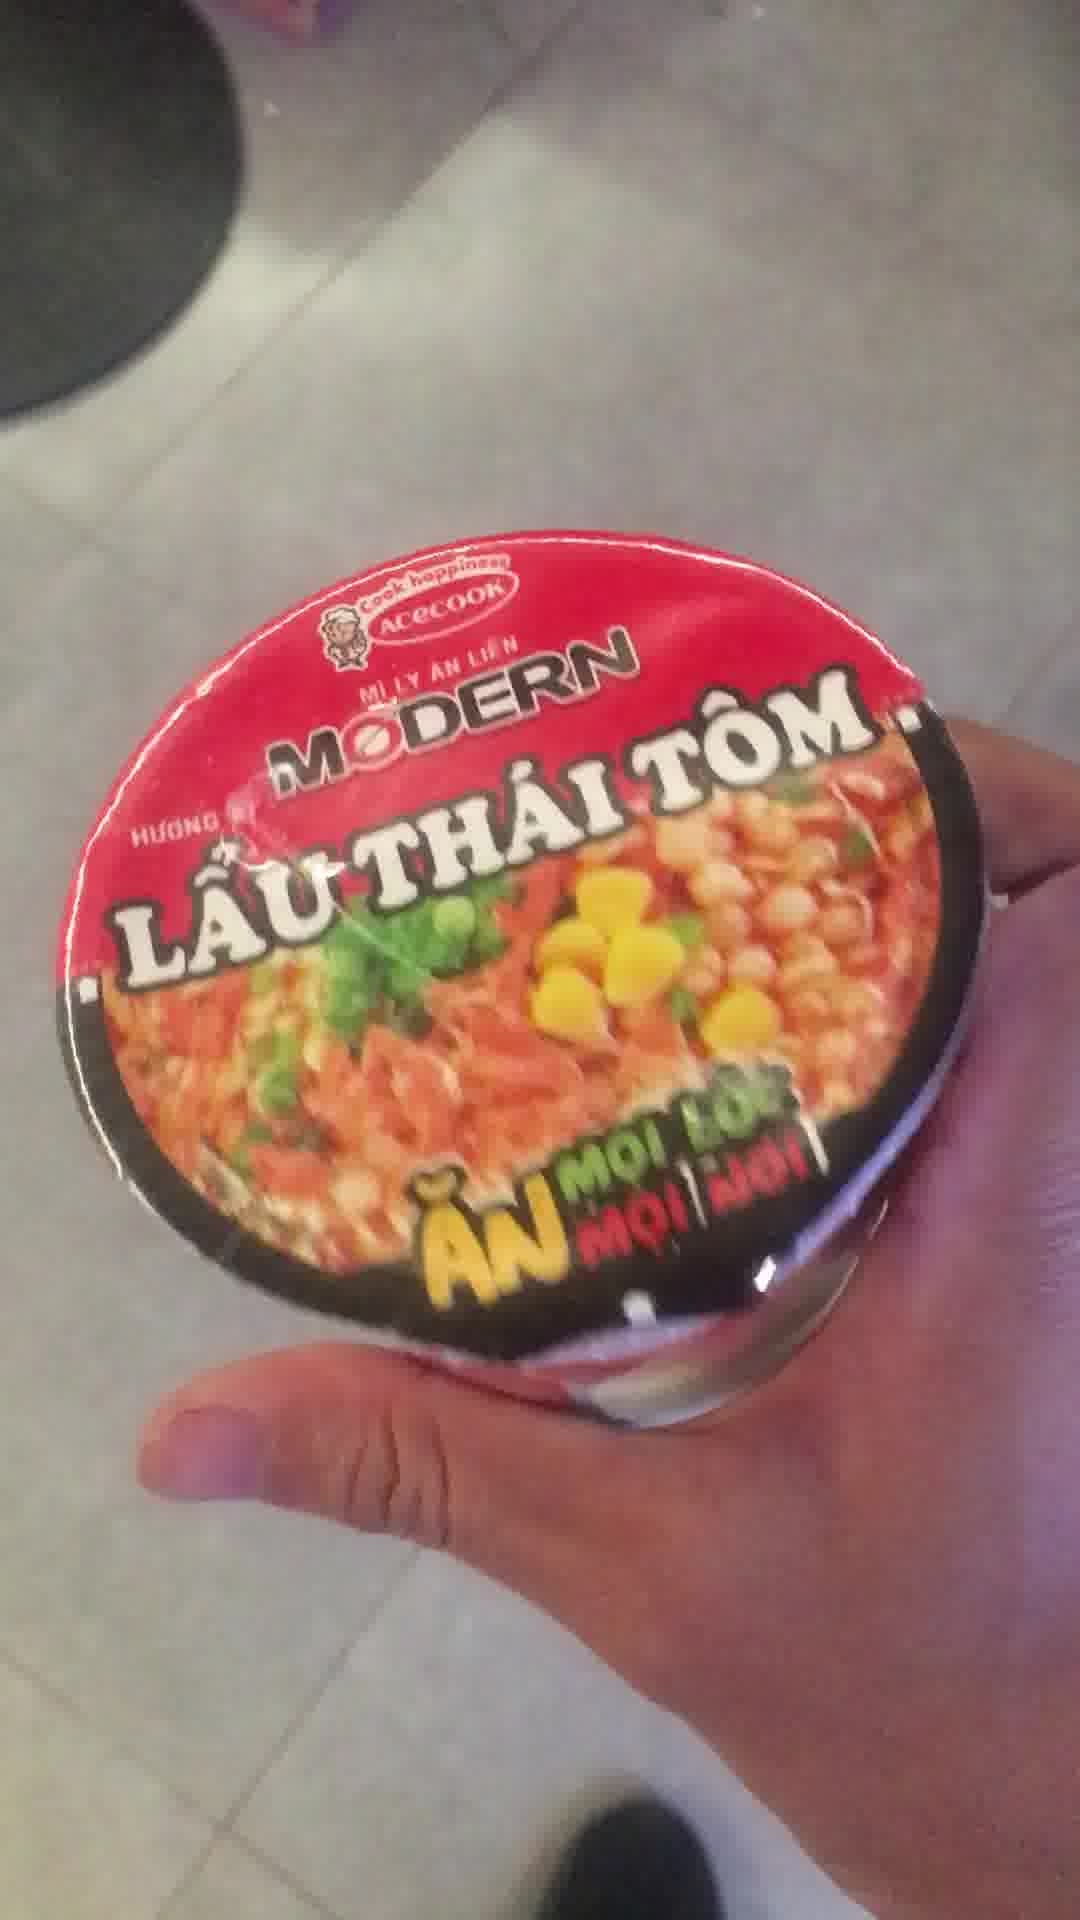 cook happiness
acecook
MÌ LY ĂN LIỀN
MODERN
HƯƠNG VỊ
LẨU THÁI TÔM
ĂN MỌI LÚC
MỌI NƠI